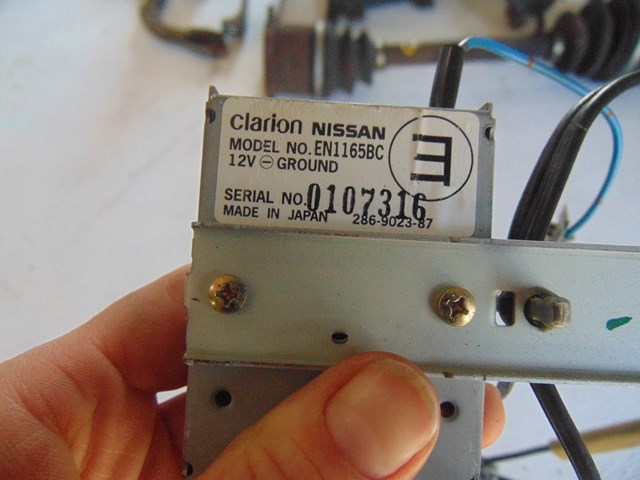 Clarion NISSAN
MODEL NO. EN1165BC
12V ⊖ GROUND
SERIAL NO. 0107316
MADE IN JAPAN 286-9023-87